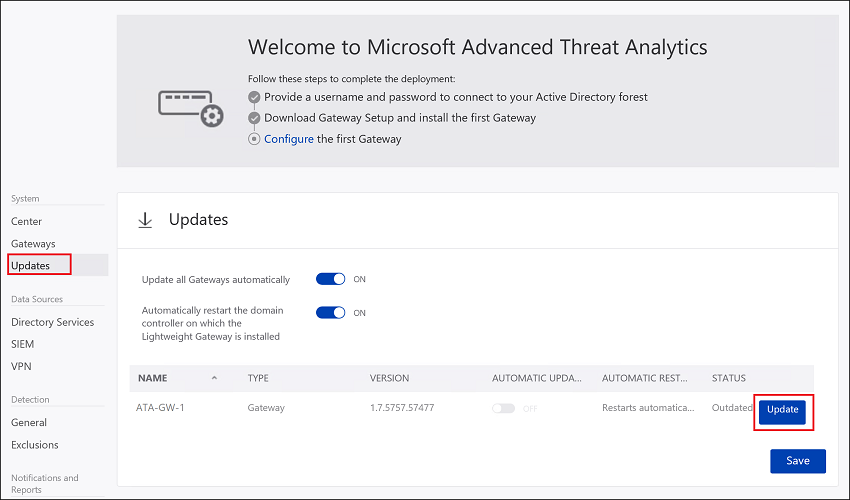 Welcome to Microsoft Advanced Threat Analytics
Follow these steps to complete the deployment:
Provide a username and password to connect to your Active Directory forest
Download Gateway Setup and install the first Gateway
Configure the first Gateway
System
Center
Gateways
Updates
Data Sources
Directory Services
SIEM
VPN
Detection
General
Exclusions
Notifications and
Reports
Updates
Update all Gateways automatically
ON
Automatically restart the domain
controller on which the
Lightweight Gateway is installed
ON
NAME TYPE VERSION AUTOMATIC UPDA... AUTOMATIC REST... STATUS
ATA-GW-1 Gateway 1.7.5757.57477 OFF Restarts automatica... Outdated Update
Save